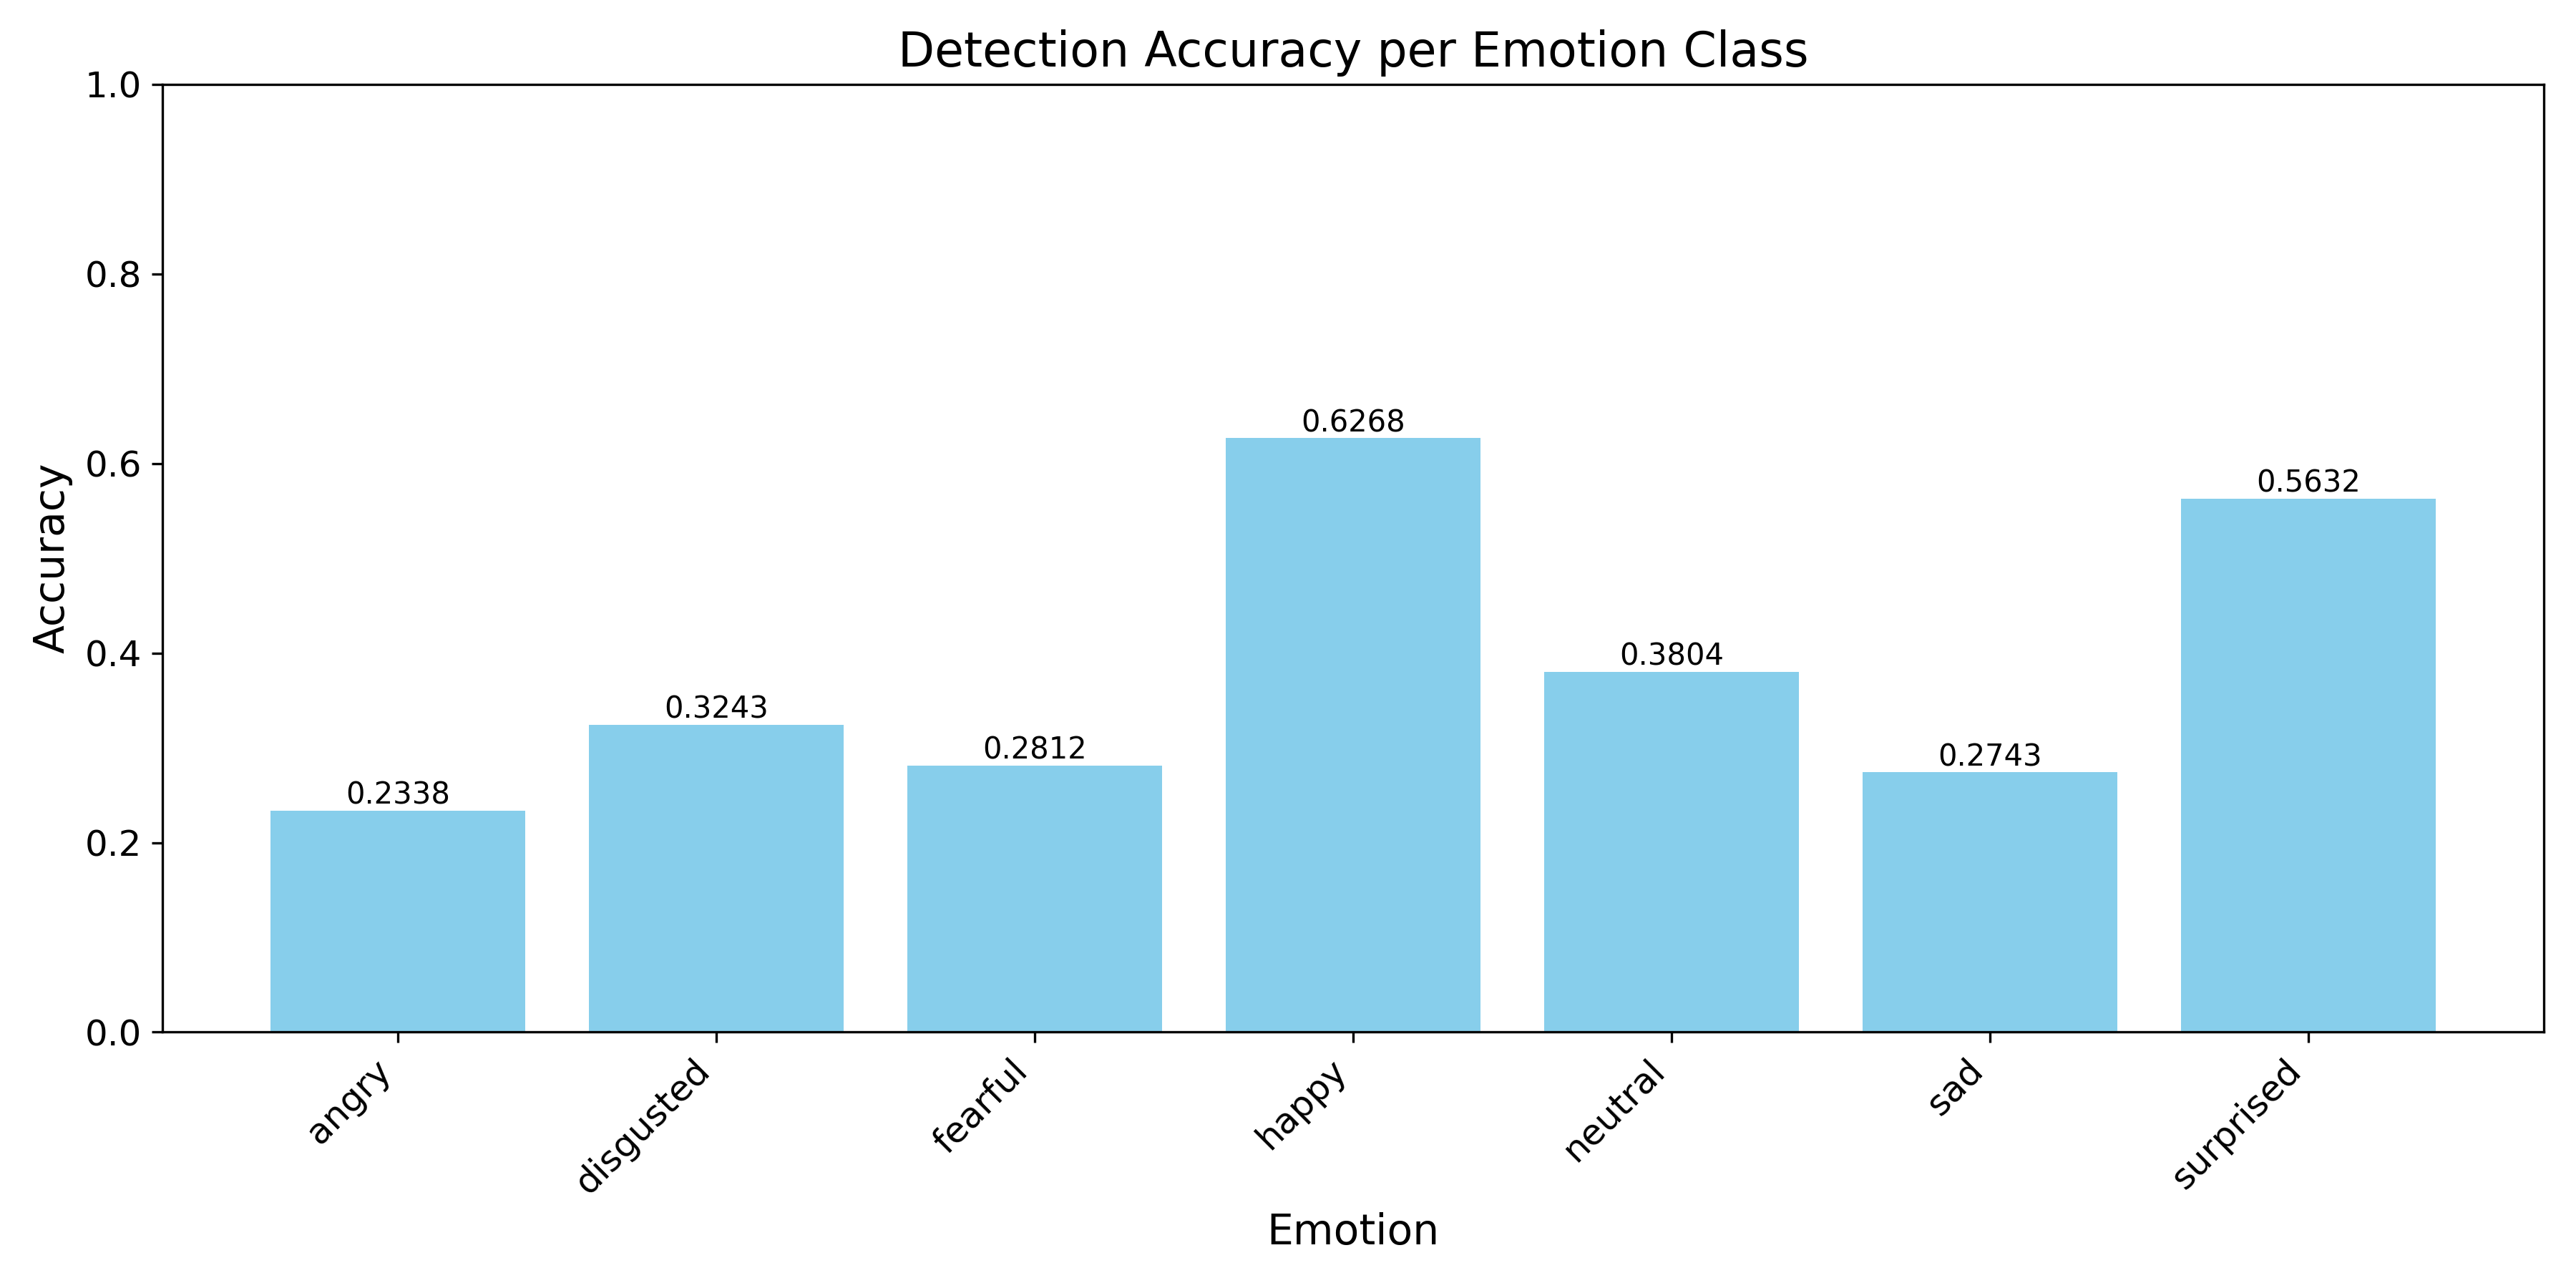 Detection Accuracy per Emotion Class
1.0
0.8
0.6
0.4
0.2
0.0
Accuracy
0.2338
0.3243
0.2812
0.6268
0.3804
0.2743
0.5632
angry
disgusted
fearful
happy
neutral
sad
surprised
Emotion